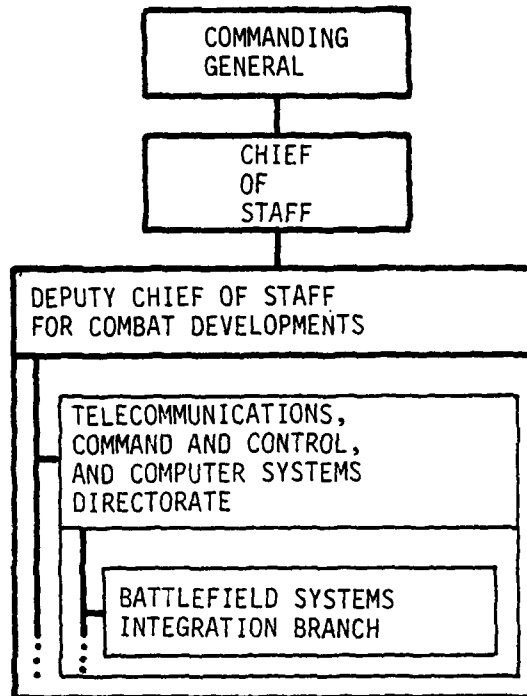 COMMANDING
GENERAL
CHIEF
OF
STAFF
DEPUTY CHIEF OF STAFF
FOR COMBAT DEVELOPMENTS
TELECOMMUNICATIONS,
COMMAND AND CONTROL,
AND COMPUTER SYSTEMS
DIRECTORATE
BATTLEFIELD SYSTEMS
INTEGRATION BRANCH